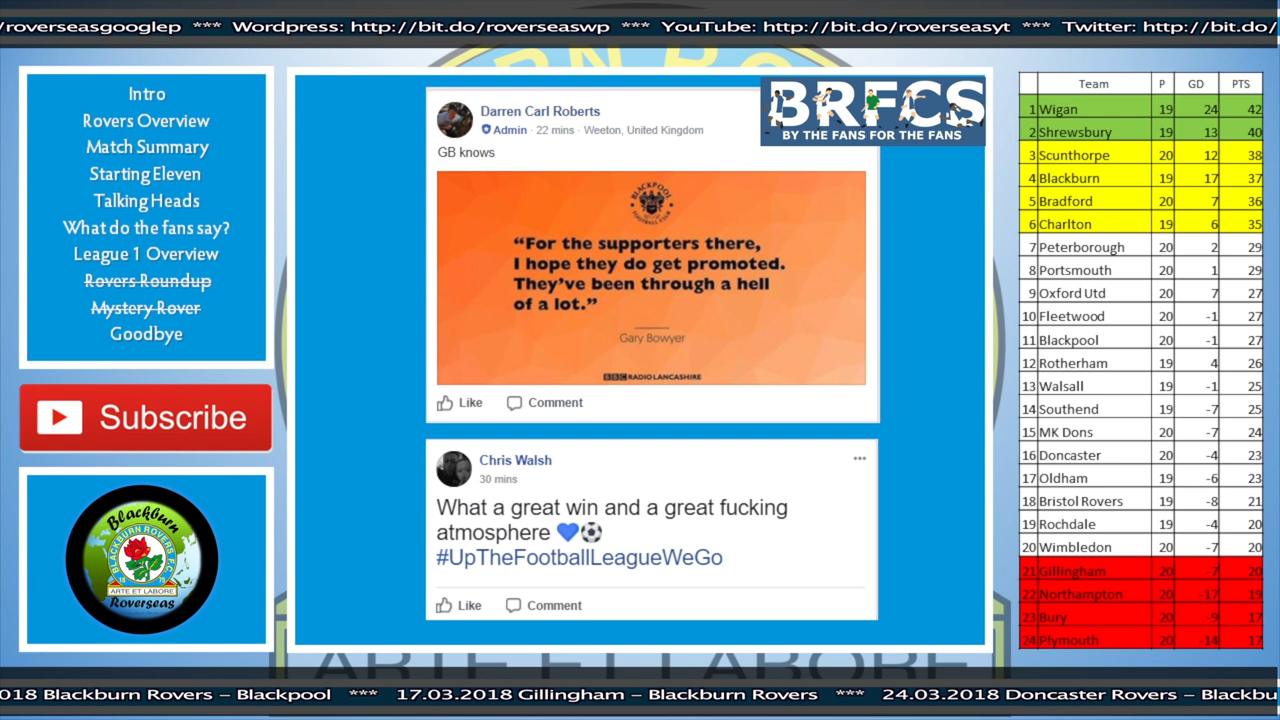 /roverseasgooglep *** Wordpress: http://bit.do/roverseaswp *** YouTube: http://bit.do/roverseasyt *** Twitter: http://bit.do/
Intro
Rovers Overview
Match Summary
Starting Eleven
Talking Heads
What do the fans say?
League 1 Overview
Rovers Roundup
Mystery Rover
Goodbye
Subscribe
Blackburn
BLACKBURN ROVERS F.C.
1875
ARTE ET LABORE
Roverseas
BRFCS
BY THE FANS FOR THE FANS
Darren Carl Roberts
Admin · 22 mins · Weeton, United Kingdom
GB knows
BLACKPOOL
FOOTBALL CLUB
“For the supporters there,
I hope they do get promoted.
They’ve been through a hell
of a lot.”
Gary Bowyer
BBC RADIO LANCASHIRE
Like Comment
Chris Walsh
30 mins
What a great win and a great fucking
atmosphere 💙⚽
#UpTheFootballLeagueWeGo
Like Comment
Team P GD PTS
1 Wigan 19 24 42
2 Shrewsbury 19 13 40
3 Scunthorpe 20 12 38
4 Blackburn 19 17 37
5 Bradford 20 7 36
6 Charlton 19 6 35
7 Peterborough 20 2 29
8 Portsmouth 20 1 29
9 Oxford Utd 20 7 27
10 Fleetwood 20 -1 27
11 Blackpool 20 -1 27
12 Rotherham 19 4 26
13 Walsall 19 -1 25
14 Southend 19 -7 25
15 MK Dons 20 -7 24
16 Doncaster 20 -4 23
17 Oldham 19 -6 23
18 Bristol Rovers 19 -8 21
19 Rochdale 19 -4 20
20 Wimbledon 20 -7 20
21 Gillingham 20 -7 20
22 Northampton 20 -17 19
23 Bury 20 -9 17
24 Plymouth 20 -14 17
ARTE ET LABORE
018 Blackburn Rovers – Blackpool *** 17.03.2018 Gillingham – Blackburn Rovers *** 24.03.2018 Doncaster Rovers – Blackbu